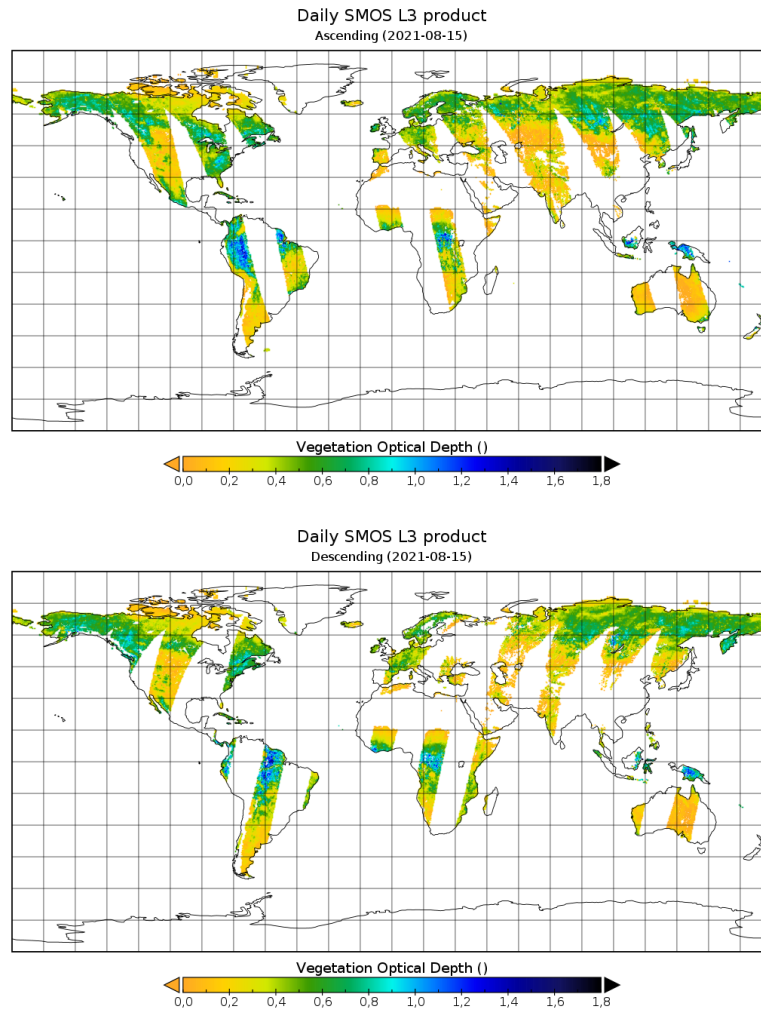 Daily SMOS L3 product
Ascending (2021-08-15)
Vegetation Optical Depth ()
0,0 0,2 0,4 0,6 0,8 1,0 1,2 1,4 1,6 1,8
Daily SMOS L3 product
Descending (2021-08-15)
Vegetation Optical Depth ()
0,0 0,2 0,4 0,6 0,8 1,0 1,2 1,4 1,6 1,8